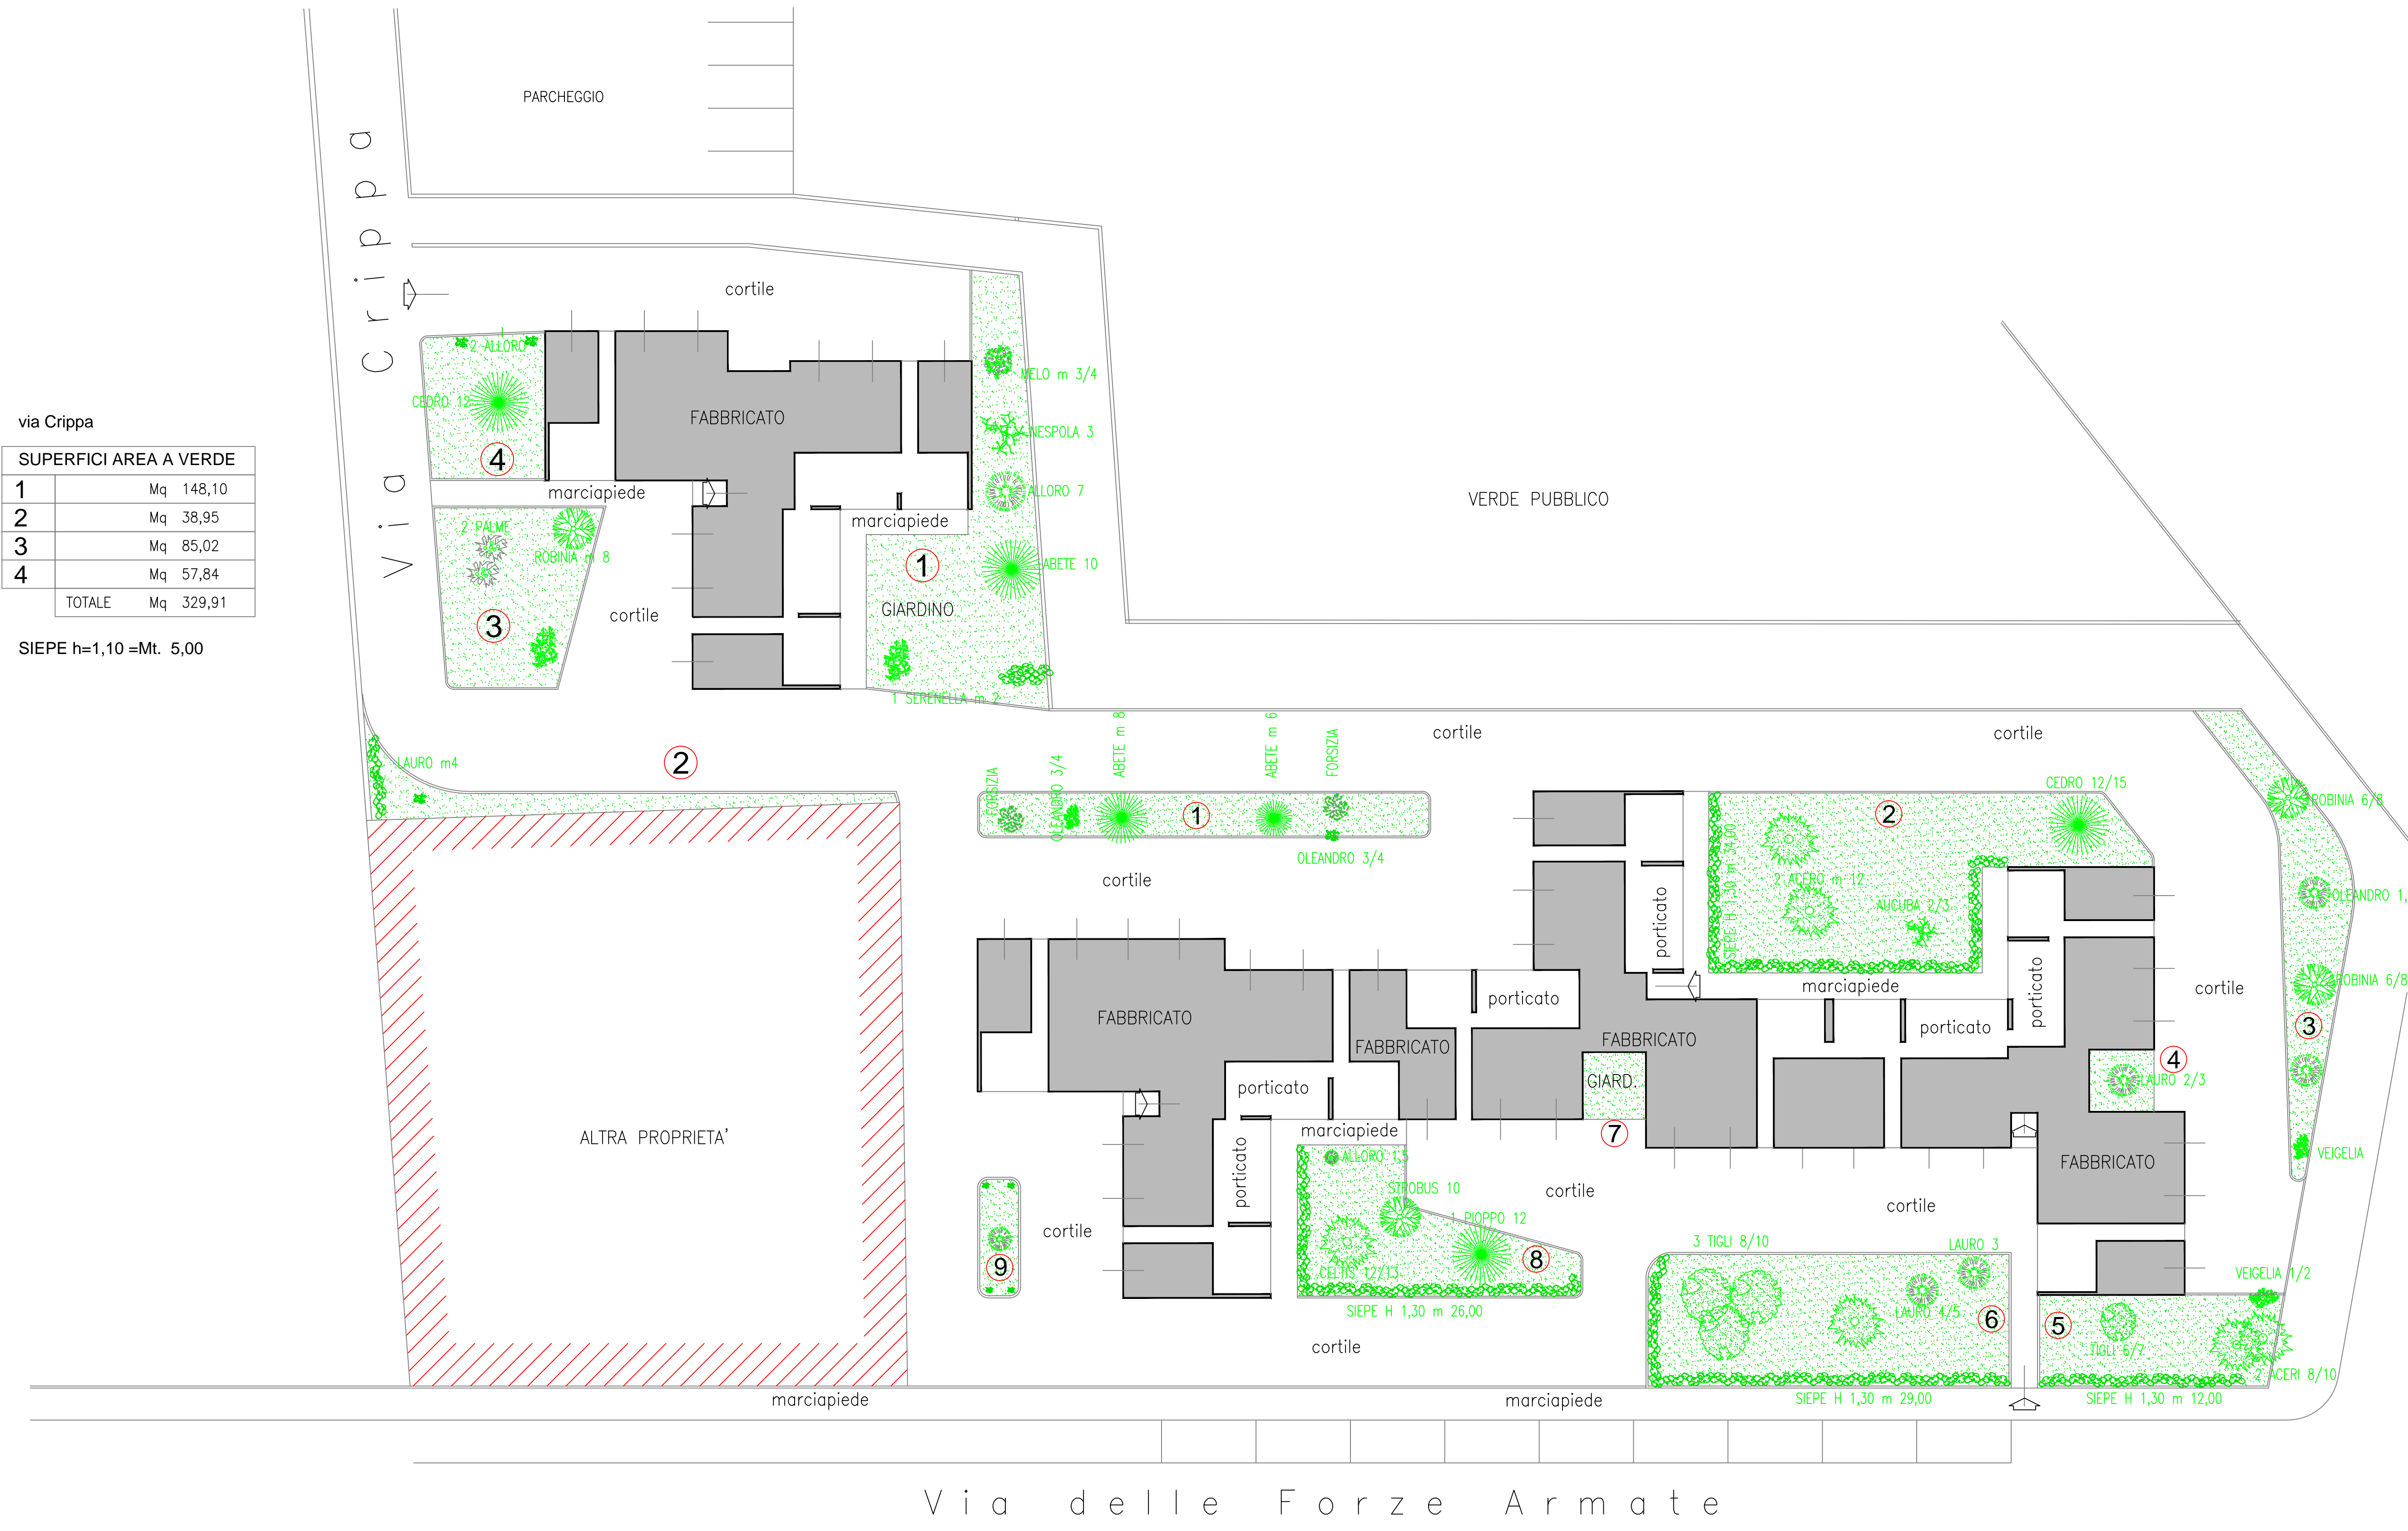 PARCHEGGIO
Via Crippa
cortile
2 ALLORO
CEDRO 12
FABBRICATO
MELO m 3/4
NESPOLA 3
ALLORO 7
4
marciapiede
marciapiede
VERDE PUBBLICO
via Crippa
SUPERFICI AREA A VERDE
1 Mq 148,10
2 Mq 38,95
3 Mq 85,02
4 Mq 57,84
TOTALE Mq 329,91
SIEPE h=1,10 =Mt. 5,00
2 PALME
ROBINIA m 8
3
cortile
1
ABETE 10
GIARDINO
1 SERENELLA m 2
LAURO m4
2
FORSIZIA
OLEANDRO 3/4
ABETE m 8
ABETE m 6
FORSIZIA
1
OLEANDRO 3/4
cortile
cortile
cortile
CEDRO 12/15
2
SIEPE H 1,30 m 34,00
2 ACERO m 12
AUCUBA 2/3
ROBINIA 6/8
OLEANDRO 1,
ROBINIA 6/8
3
VEIGELIA
porticato
marciapiede
porticato
porticato
porticato
cortile
FABBRICATO
FABBRICATO
FABBRICATO
GIARD.
7
4
LAURO 2/3
FABBRICATO
porticato
marciapiede
porticato
ALLORO 1,5
STROBUS 10
1 PIOPPO 12
CELTIS 12/13
8
SIEPE H 1,30 m 26,00
cortile
9
cortile
cortile
cortile
ALTRA PROPRIETA'
3 TIGLI 8/10
LAURO 3
LAURO 4/5
6
5
TIGLI 6/7
VEIGELIA 1/2
2 ACERI 8/10
SIEPE H 1,30 m 29,00
SIEPE H 1,30 m 12,00
marciapiede
marciapiede
Via delle Forze Armate